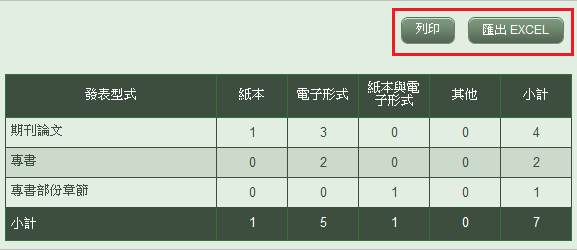 列印 匯出 EXCEL
發表型式 紙本 電子形式 紙本與電 其他 小計
子形式
期刊論文 1 3 0 0 4
專書 0 2 0 0 2
專書部份章節 0 0 1 0 1
小計 1 5 1 0 7